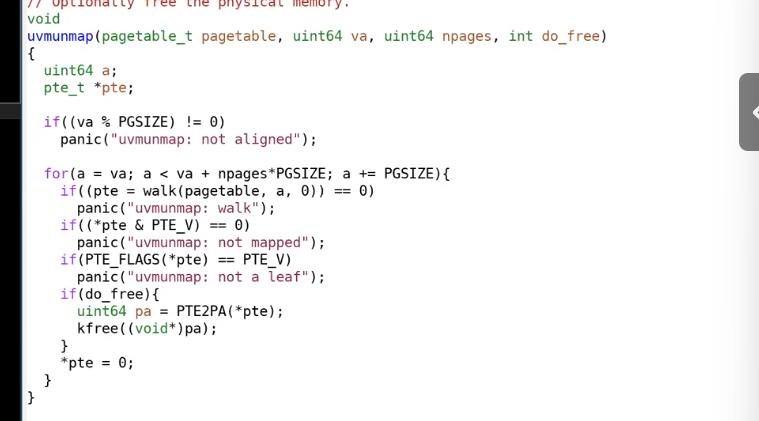 // Optionally free the physical memory.
void
uvmunmap(pagetable_t pagetable, uint64 va, uint64 npages, int do_free)
{
  uint64 a;
  pte_t *pte;

  if((va % PGSIZE) != 0)
    panic("uvmunmap: not aligned");

  for(a = va; a < va + npages*PGSIZE; a += PGSIZE){
    if((pte = walk(pagetable, a, 0)) == 0)
      panic("uvmunmap: walk");
    if((*pte & PTE_V) == 0)
      panic("uvmunmap: not mapped");
    if(PTE_FLAGS(*pte) == PTE_V)
      panic("uvmunmap: not a leaf");
    if(do_free){
      uint64 pa = PTE2PA(*pte);
      kfree((void*)pa);
    }
    *pte = 0;
  }
}